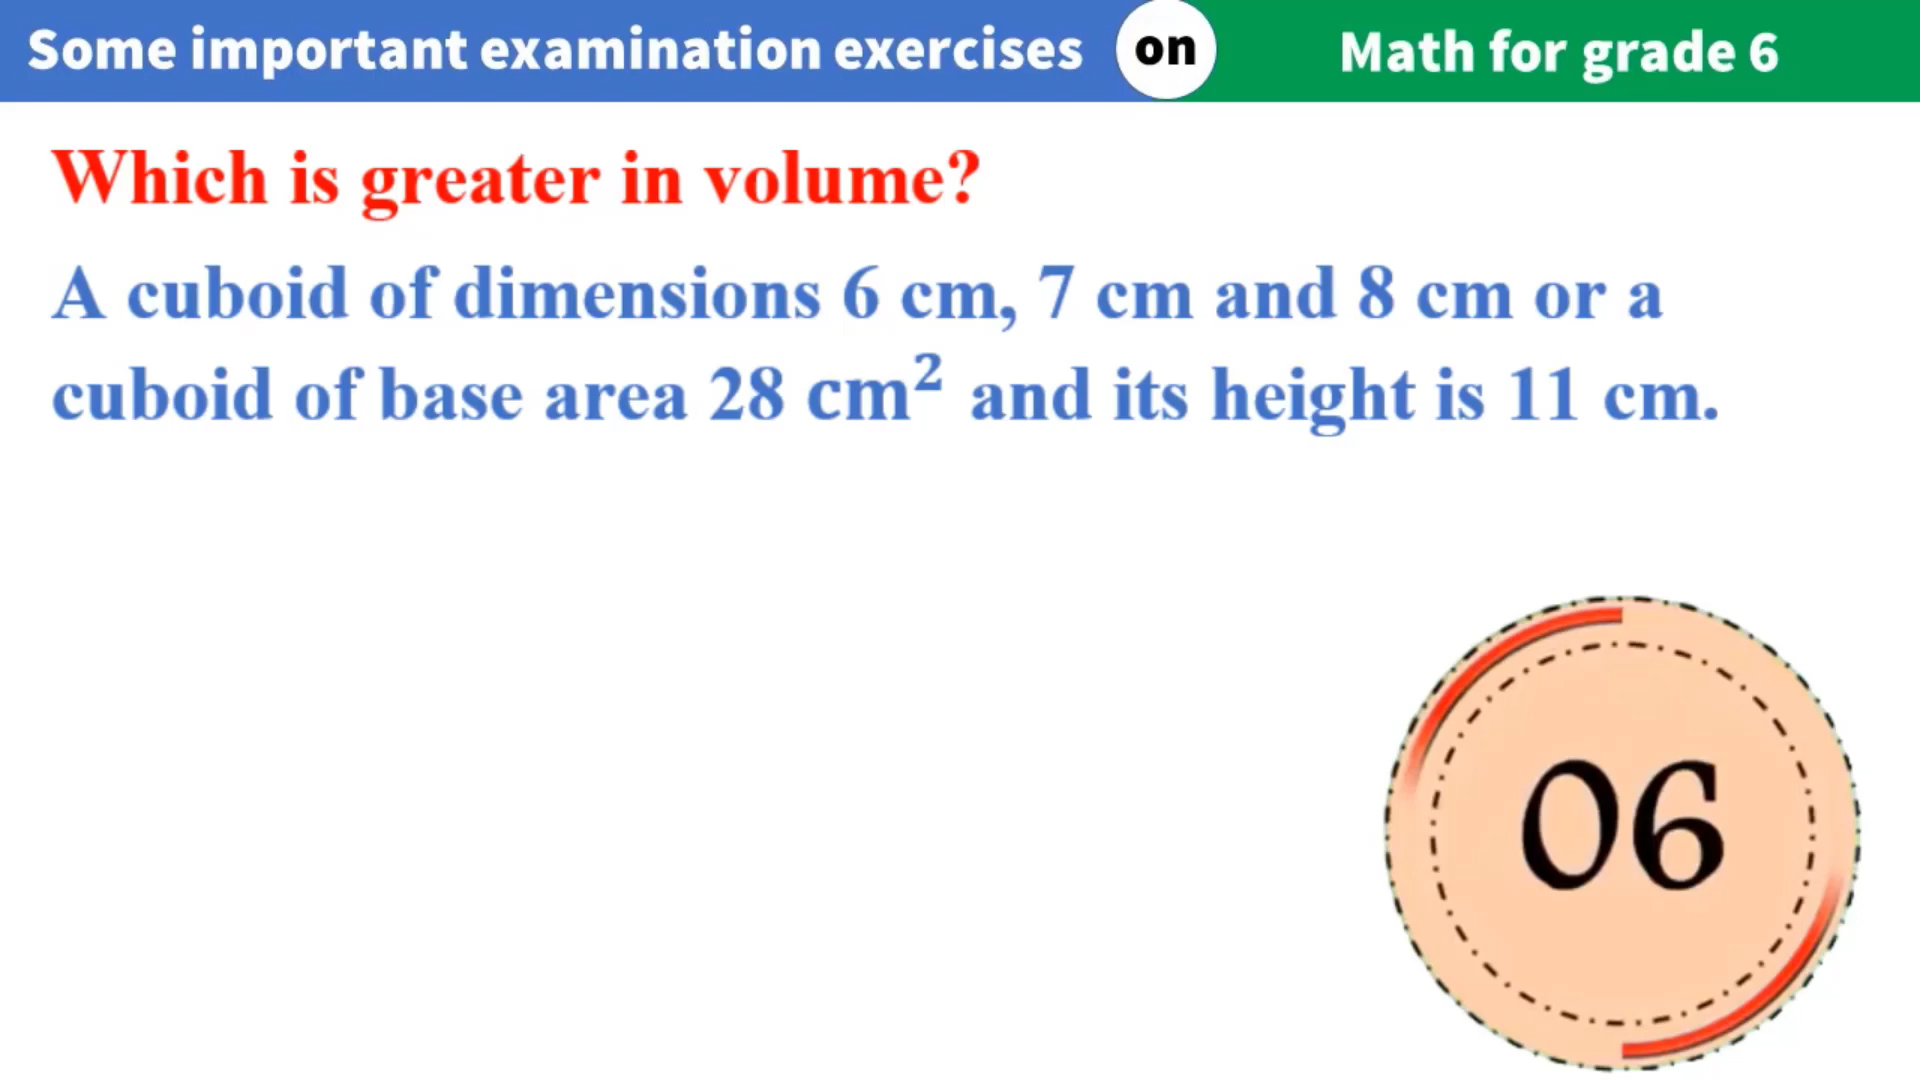 Some important examination exercises on Math for grade 6
Which is greater in volume?
A cuboid of dimensions 6 cm, 7 cm and 8 cm or a
cuboid of base area 28 cm² and its height is 11 cm.
06